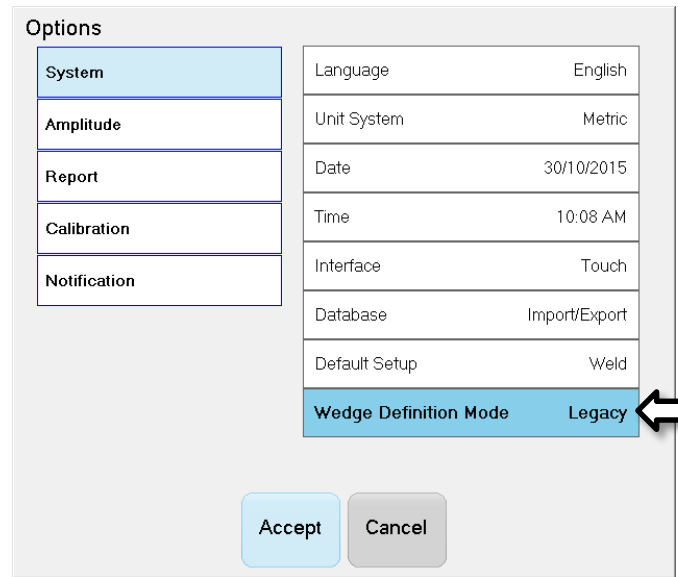 Options
System
Amplitude
Report
Calibration
Notification
Language English
Unit System Metric
Date 30/10/2015
Time 10:08 AM
Interface Touch
Database Import/Export
Default Setup Weld
Wedge Definition Mode Legacy
Accept Cancel